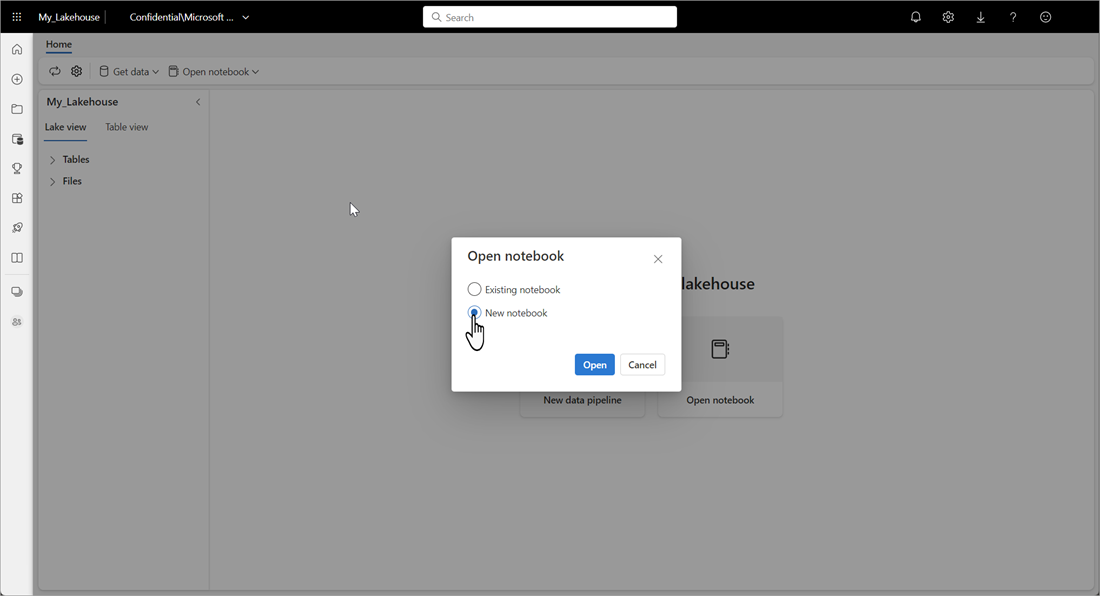 My_Lakehouse
Confidential\Microsoft ...
Search
Home
Get data
Open notebook
My_Lakehouse
Lake view
Table view
Tables
Files
Open notebook
Existing notebook
New notebook
Open
Cancel
lakehouse
New data pipeline
Open notebook